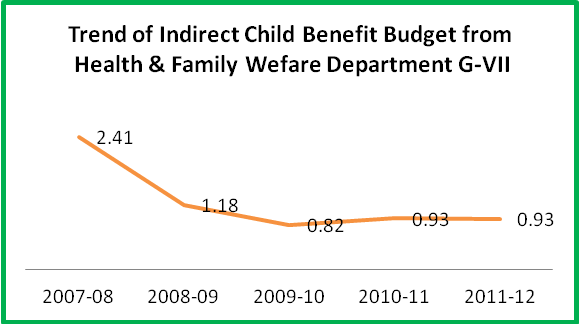 Trend of Indirect Child Benefit Budget from
Health & Family Wefare Department G-VII
2.41
1.18
0.82
0.93
0.93
2007-08 2008-09 2009-10 2010-11 2011-12